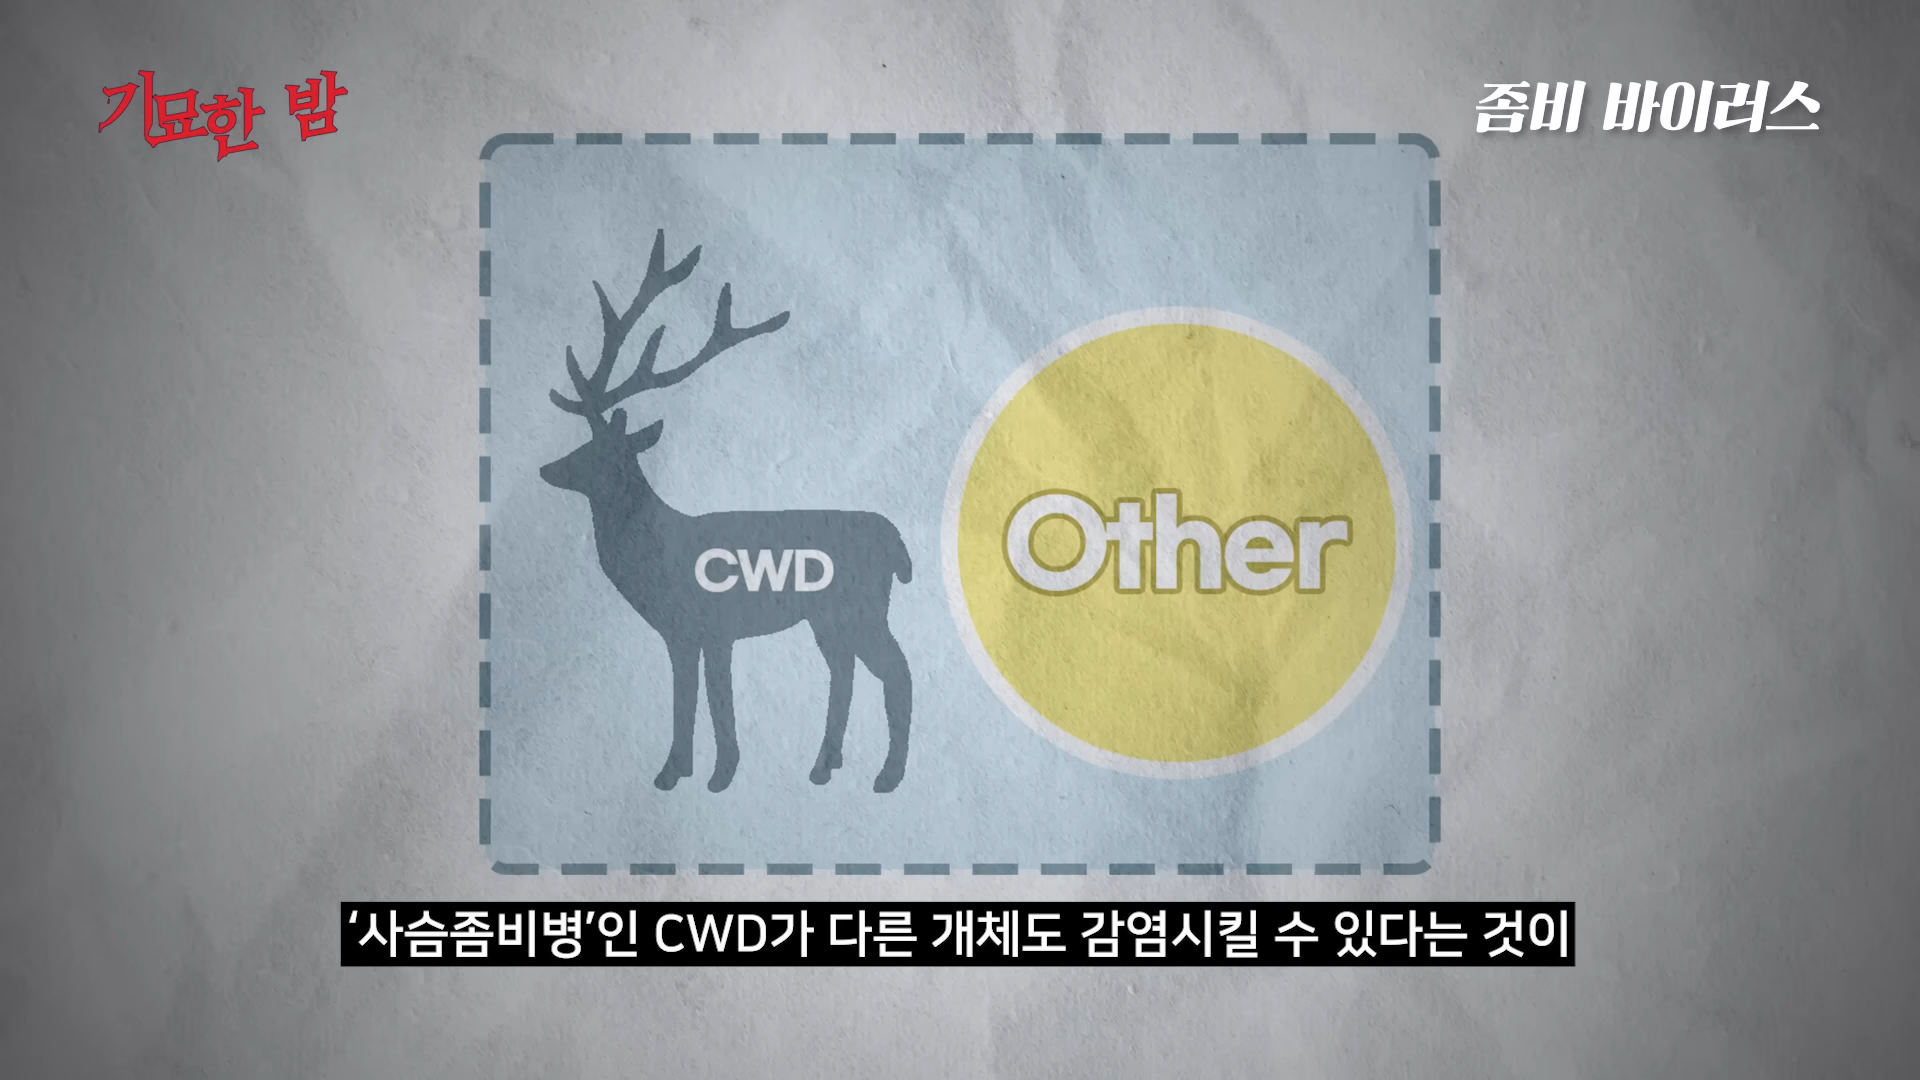 기묘한 밤
좀비 바이러스
CWD
Other
‘사슴좀비병’인 CWD가 다른 개체도 감염시킬 수 있다는 것이